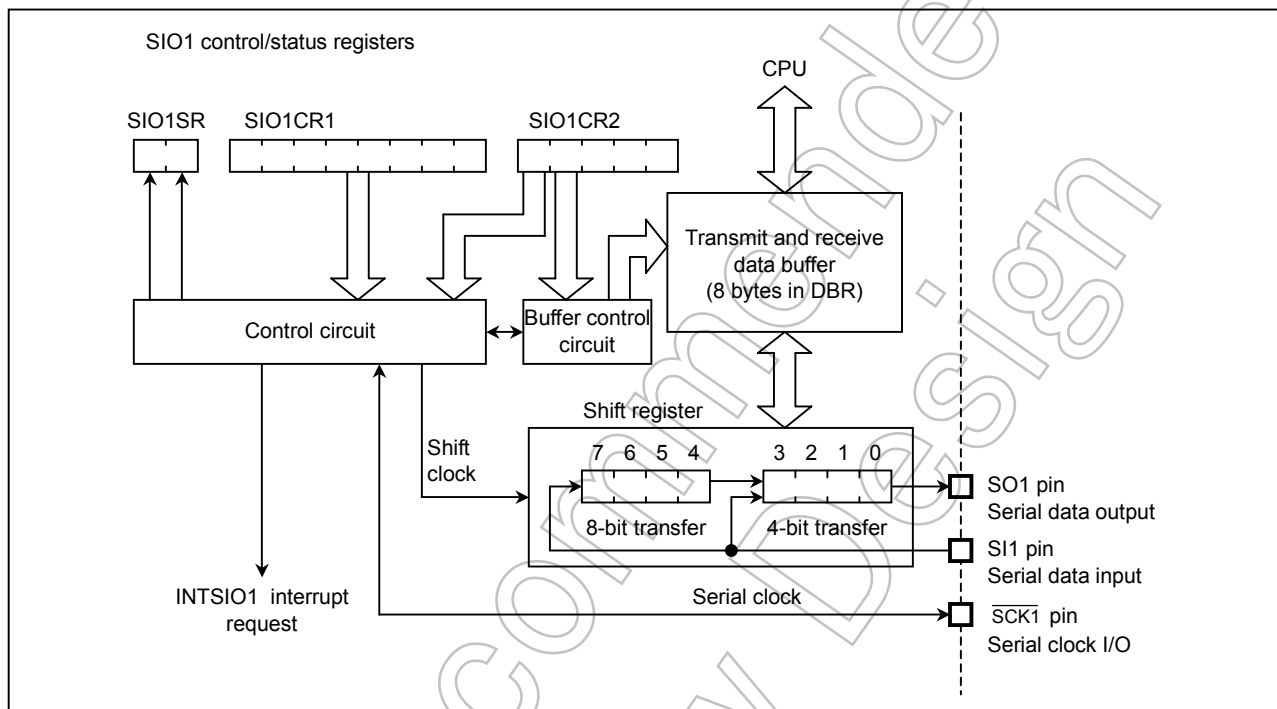 SIO1 control/status registers
CPU
SIO1SR
SIO1CR1
SIO1CR2
Transmit and receive
data buffer
(8 bytes in DBR)
Control circuit
Buffer control
circuit
Shift register
Shift
clock
7 6 5 4
3 2 1 0
8-bit transfer
4-bit transfer
SO1 pin
Serial data output
SI1 pin
Serial data input
INTSIO1 interrupt
request
Serial clock
SCK1 pin
Serial clock I/O
commende
Design